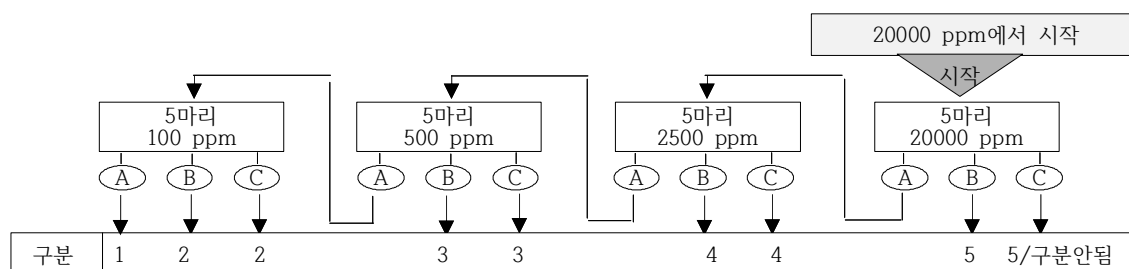 20000 ppm에서 시작
시작
5마리
100 ppm
5마리
500 ppm
5마리
2500 ppm
5마리
20000 ppm
A B C A B C A B C A B C
구분 1 2 2 3 3 4 4 5 5/구분안됨